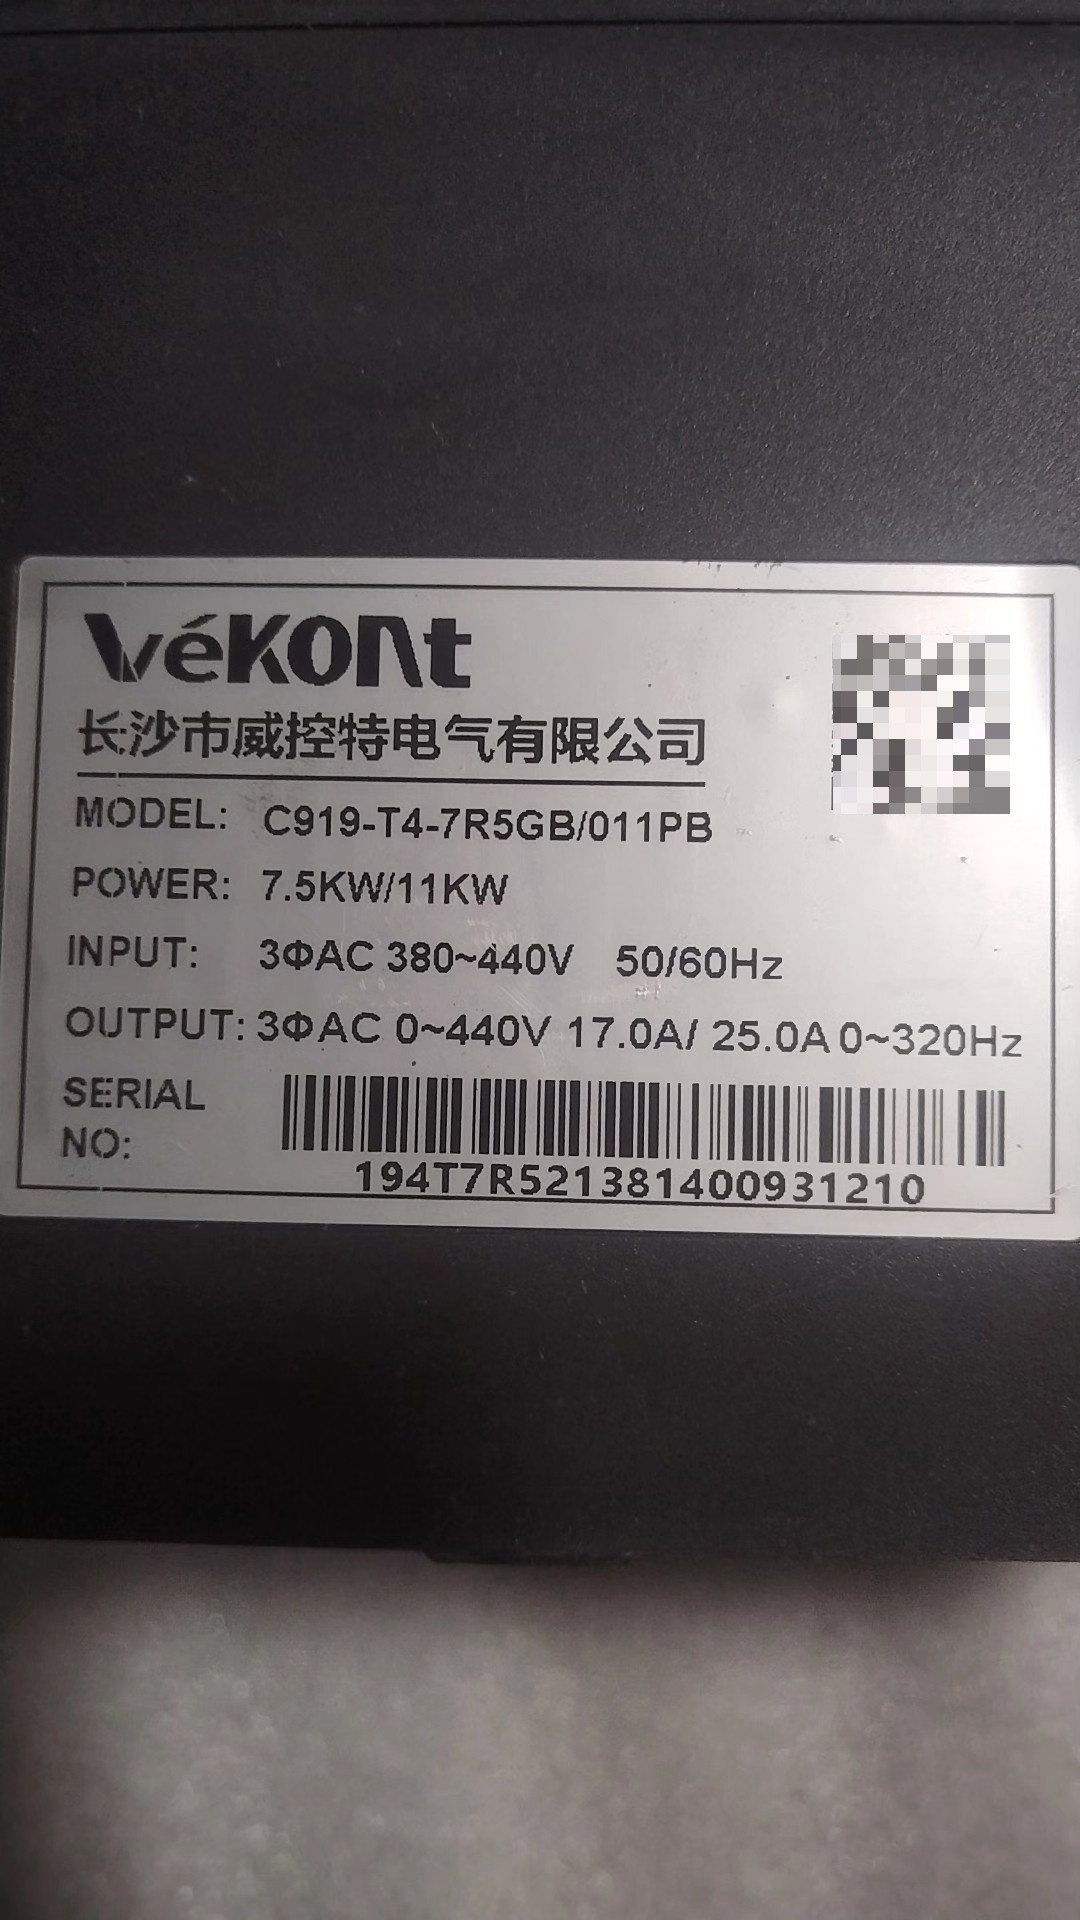 véKont
长沙市威控特电气有限公司
MODEL: C919-T4-7R5GB/011PB
POWER: 7.5KW/11KW
INPUT: 3ΦAC 380~440V 50/60Hz
OUTPUT: 3ΦAC 0~440V 17.0A/ 25.0A 0~320Hz
SERIAL
NO:
194T7R521381400931210